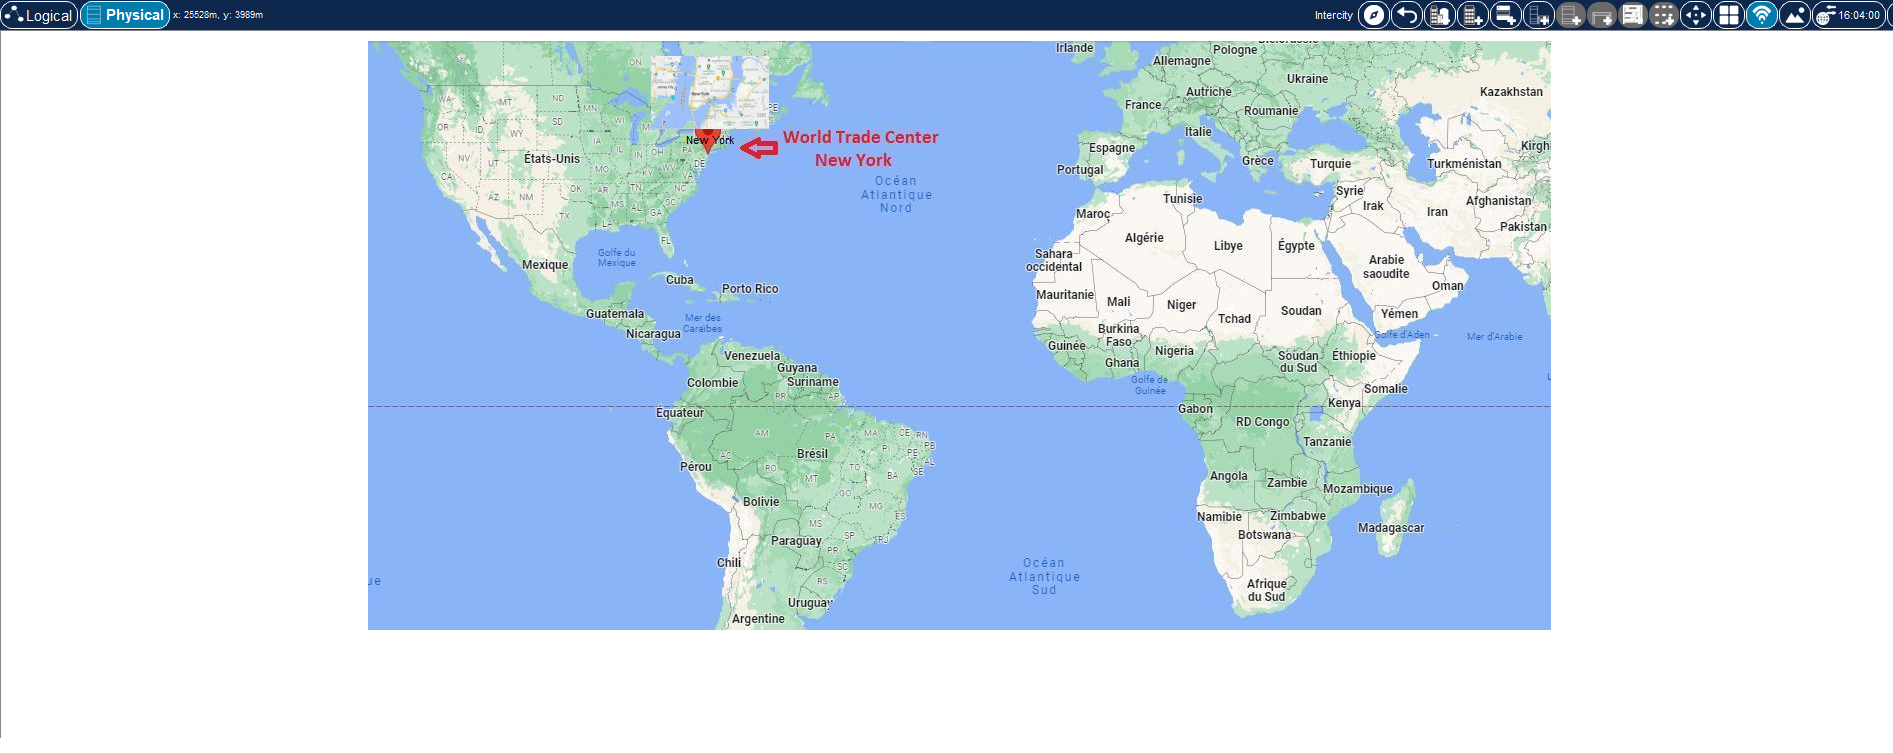 Logical
Physical
x: 25528m, y: 3989m
Intercity
16:04:00
Irlande
Pologne
Allemagne
Ukraine
Kazakhstan
Autriche
France
Roumanie
Italie
Kirgh
Espagne
Grèce
Turquie
Turkménistan
Portugal
Syrie
Tunisie
Irak
Iran
Afghanistan
Maroc
Pakistan
Algérie
Libye
Égypte
Sahara
occidental
Arabie
saoudite
Oman
Mauritanie
Mali
Niger
Tchad
Soudan
Yémen
Burkina
Faso
Golfe d'Aden
Mer d'Arabie
Guinée
Ghana
Nigeria
Soudan
du Sud
Éthiopie
Golfe de
Guinée
Somalie
Gabon
Kenya
RD Congo
Tanzanie
Angola
Zambie
Mozambique
Namibie
Zimbabwe
Botswana
Madagascar
Afrique
du Sud
ON
WA
MT
ND
MN
OR
ID
SD
WI
WY
IA
NV
UT
IL
IN
OH
PA
DE
CA
MO
KY
WV
VA
AZ
NM
OK
AR
TN
NC
SC
MS
AL
GA
TX
LA
FL
PE
New York
World Trade Center
New York
États-Unis
Océan
Atlantique
Nord
Golfe du
Mexique
Mexique
Cuba
Porto Rico
Guatemala
Mer des
Caraïbes
Nicaragua
Venezuela
Guyana
Suriname
Colombie
RR
AP
Équateur
AM
PA
MA
CE
RN
PB
PI
PE
AL
SE
AC
RO
TO
BA
MT
Brésil
Pérou
GO
MG
ES
Bolivie
MS
SP
RJ
PR
Paraguay
SC
RS
Chili
Uruguay
Argentine
Océan
Atlantique
Sud
ue